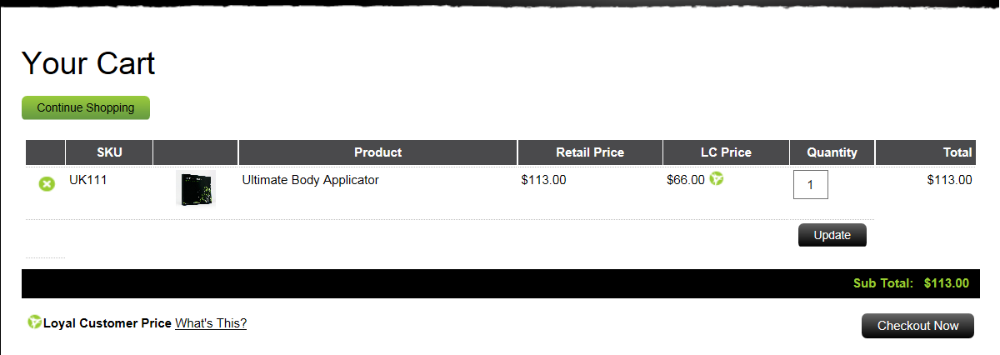 Your Cart
Continue Shopping
SKU Product Retail Price LC Price Quantity Total
UK111 Ultimate Body Applicator $113.00 $66.00 1 $113.00
Update
Sub Total: $113.00
Loyal Customer Price What's This?
Checkout Now